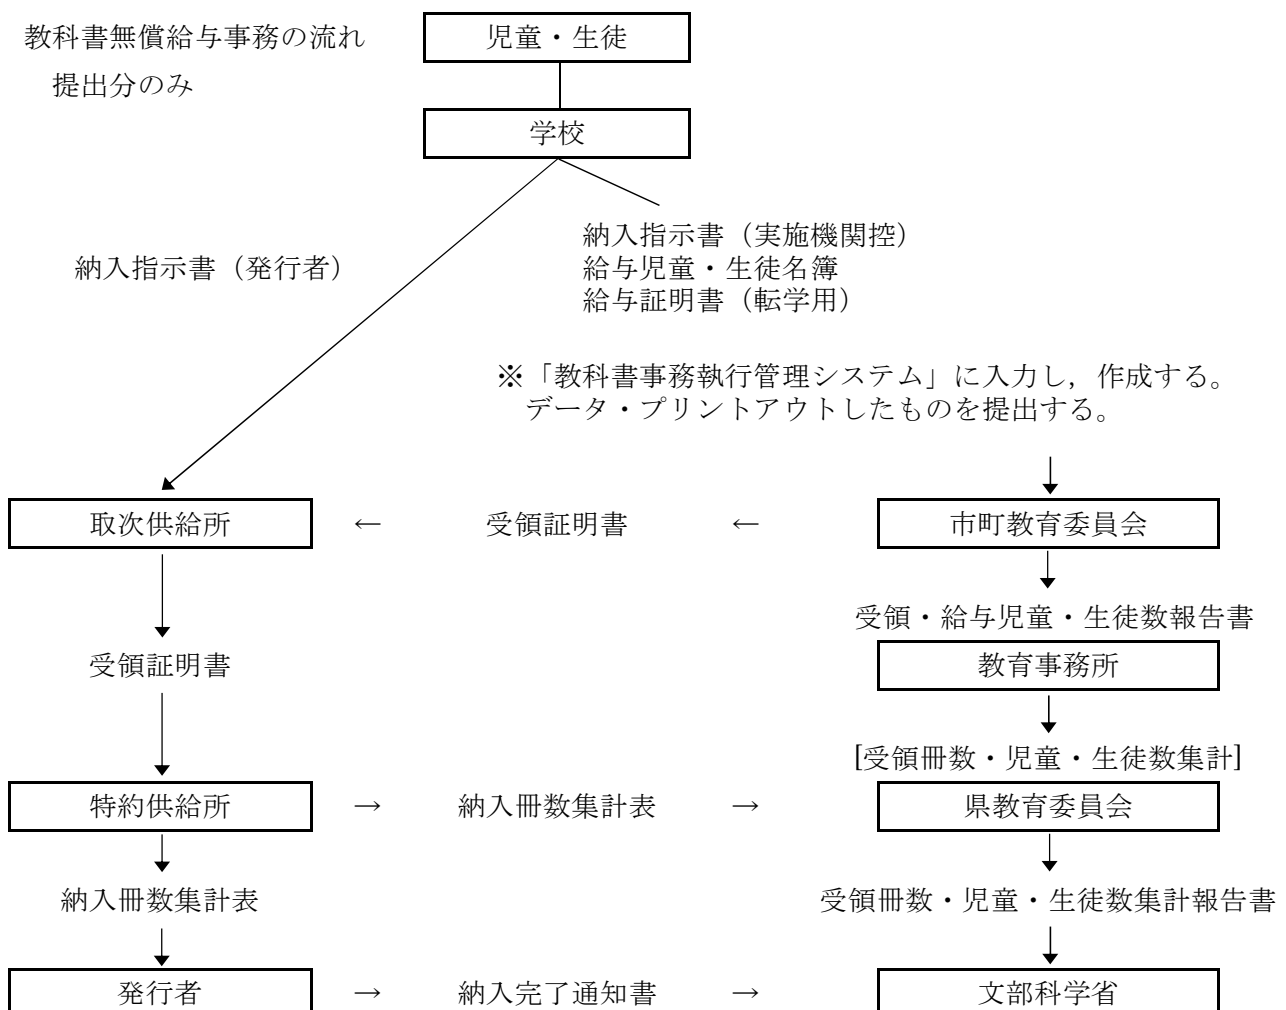 教科書無償給与事務の流れ
提出分のみ
児童・生徒
学校
納入指示書（発行者）
納入指示書（実施機関控）
給与児童・生徒名簿
給与証明書（転学用）
※「教科書事務執行管理システム」に入力し，作成する。
データ・プリントアウトしたものを提出する。
取次供給所 ← 受領証明書 ← 市町教育委員会
受領・給与児童・生徒数報告書
受領証明書
教育事務所
[受領冊数・児童・生徒数集計]
特約供給所 → 納入冊数集計表 → 県教育委員会
納入冊数集計表
受領冊数・児童・生徒数集計報告書
発行者 → 納入完了通知書 → 文部科学省